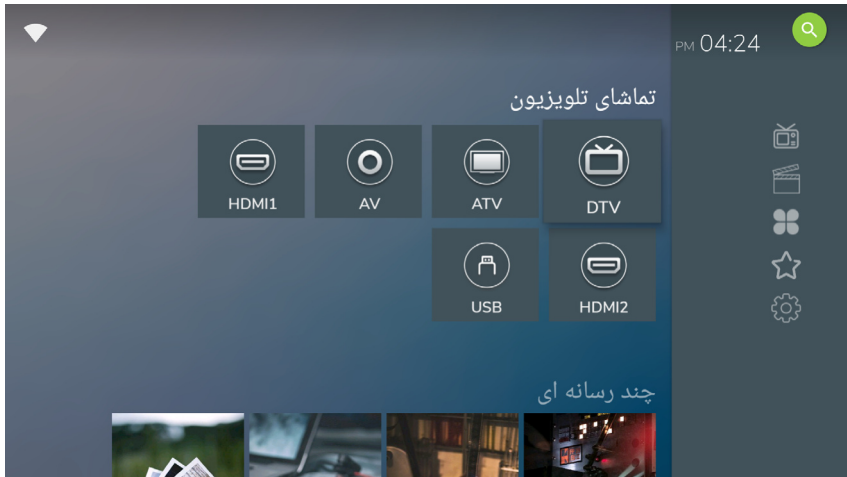 PM 04:24
تماشای تلویزیون
DTV
ATV
AV
HDMI1
HDMI2
USB
چند رسانه ای